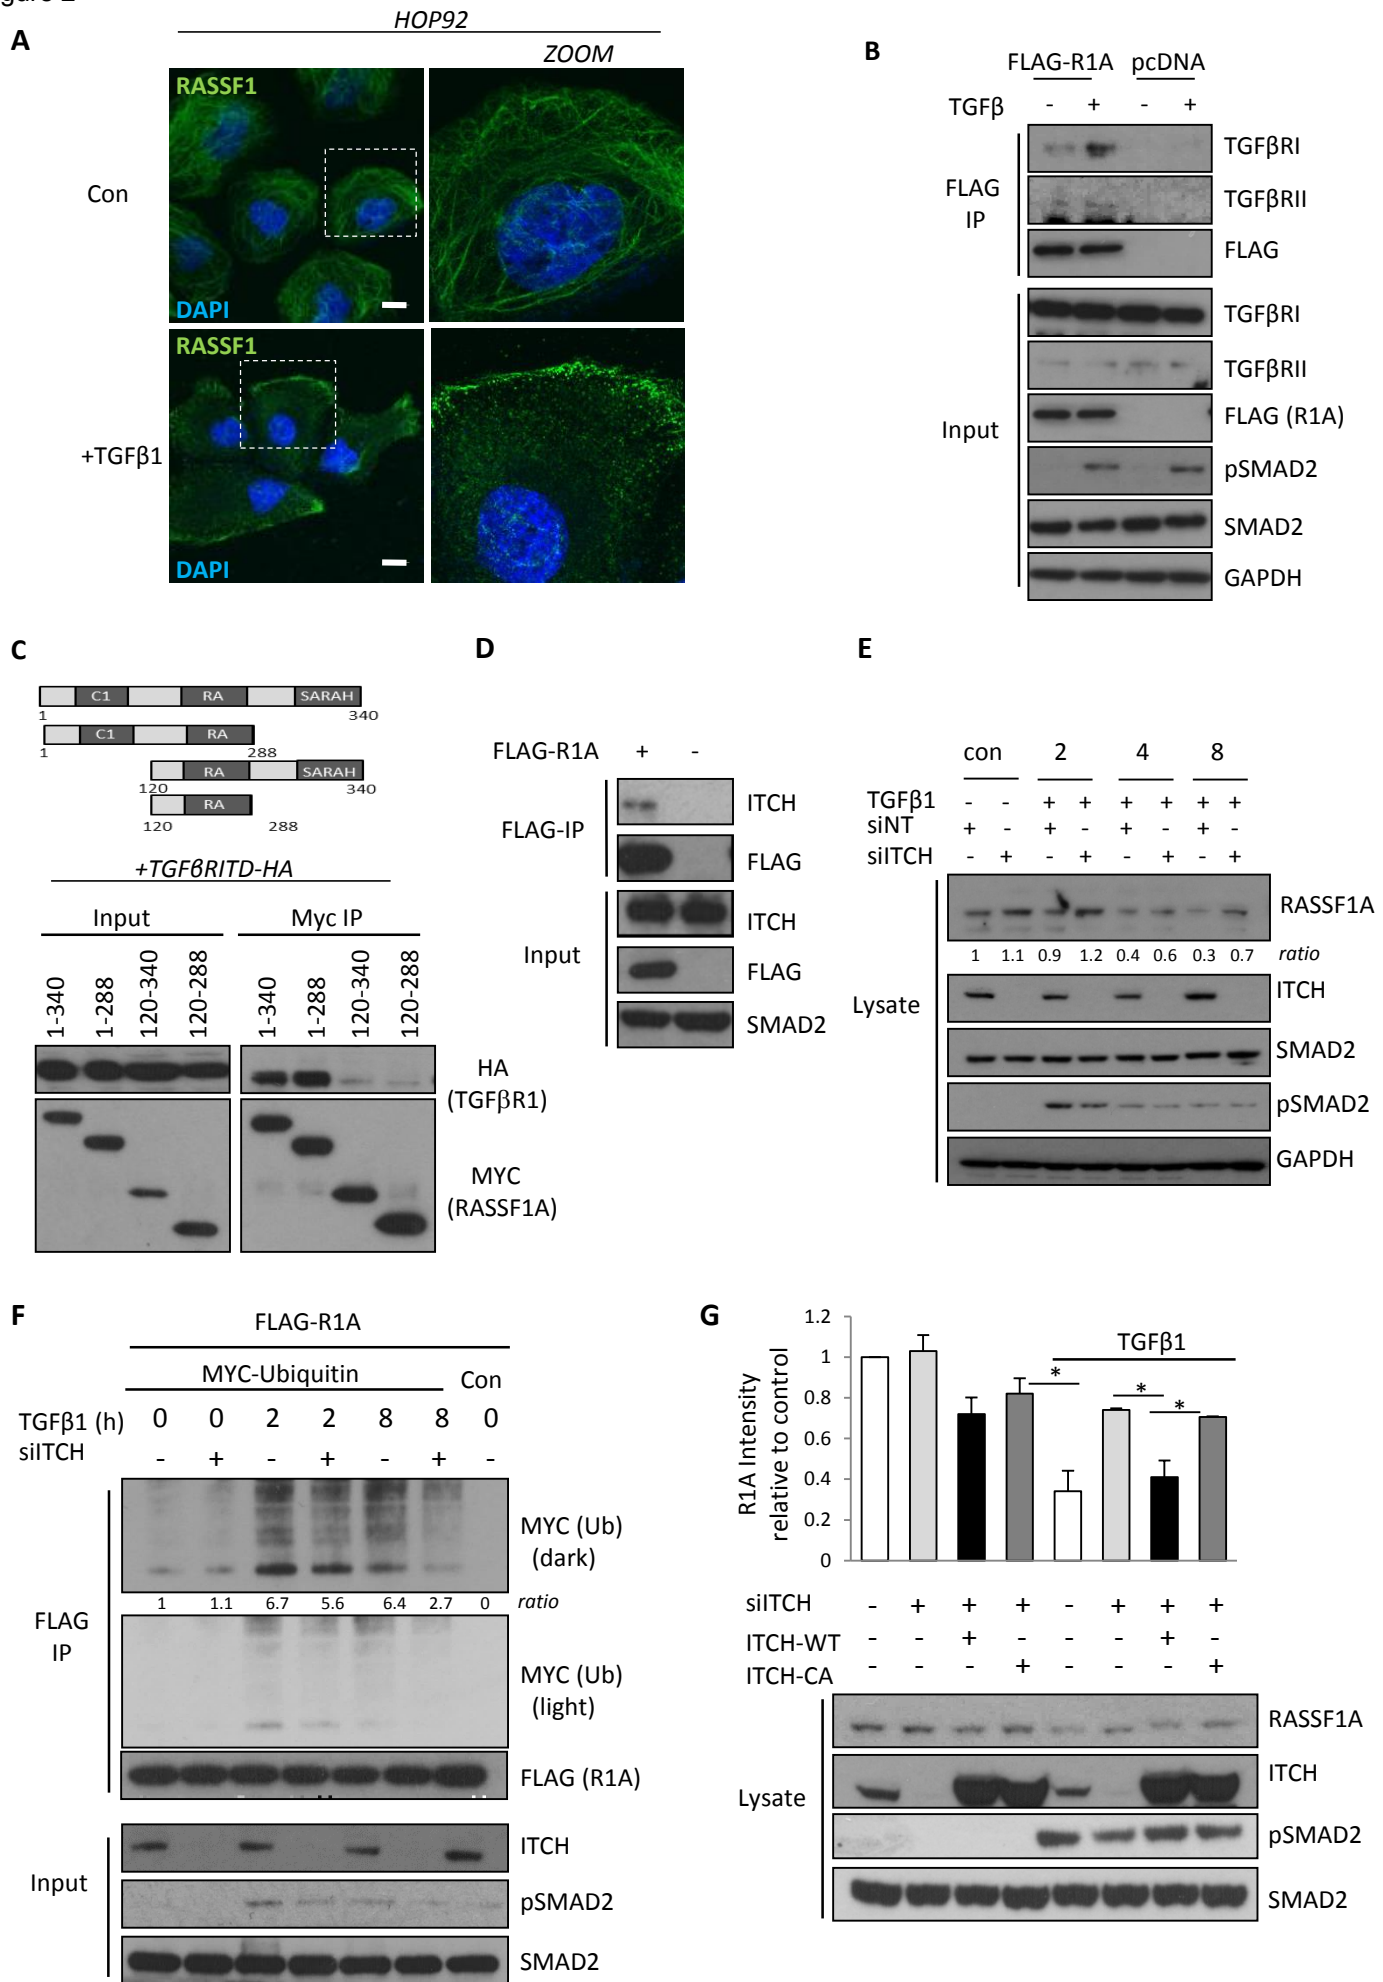 A
HOP92
ZOOM
RASSF1
DAPI
Con
RASSF1
DAPI
+TGFβ1
B
FLAG-R1A pcDNA
TGFβ - + - +
FLAG IP
TGFβRI
TGFβRII
FLAG
Input
TGFβRI
TGFβRII
FLAG (R1A)
pSMAD2
SMAD2
GAPDH
C
C1 RA SARAH
1 340
C1 RA
1 288
RA SARAH
120 340
RA
120 288
+TGFβRITD-HA
Input Myc IP
1-340 1-288 120-340 120-288 1-340 1-288 120-340 120-288
HA
(TGFβR1)
MYC
(RASSF1A)
D
FLAG-R1A + -
FLAG-IP
ITCH
FLAG
Input
ITCH
FLAG
SMAD2
E
con 2 4 8
TGFβ1 - - + + + + + +
siNT + - + - + - + -
siITCH - + - + - + - +
RASSF1A
1 1.1 0.9 1.2 0.4 0.6 0.3 0.7 ratio
Lysate
ITCH
SMAD2
pSMAD2
GAPDH
F
FLAG-R1A
MYC-Ubiquitin Con
TGFβ1 (h) 0 0 2 2 8 8 0
siITCH - + - + - + -
FLAG
IP
MYC (Ub)
(dark)
1 1.1 6.7 5.6 6.4 2.7 0 ratio
MYC (Ub)
(light)
FLAG (R1A)
Input
ITCH
pSMAD2
SMAD2
G
R1A Intensity
relative to control
1.2
1
0.8
0.6
0.4
0.2
0
TGFβ1
* * *
siITCH - + + + - + + +
ITCH-WT - - + - - - + -
ITCH-CA - - - + - - - +
Lysate
RASSF1A
ITCH
pSMAD2
SMAD2